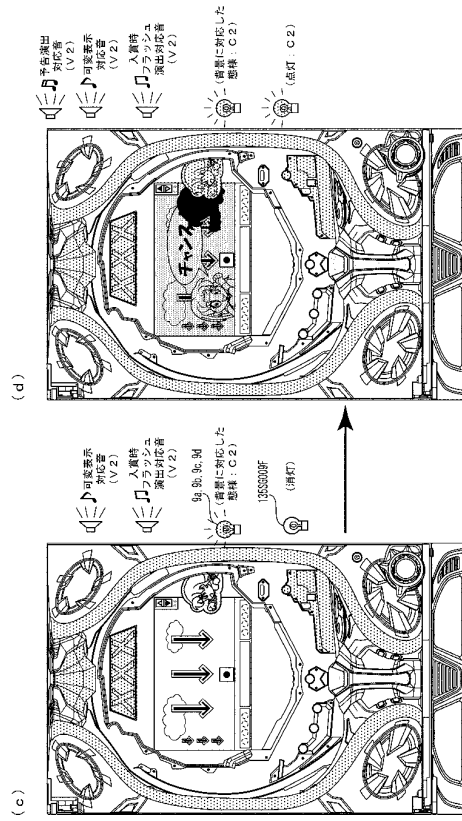 (c)
♪可変表示
対応音
(V2)
入賞時
♫フラッシュ
演出対応音
(V2)
9a, 9b, 9c, 9d
(背景に対応した
態様:C2)
135SG009F
(消灯)
(d)
♬予告演出
対応音
(V2)
♪可変表示
対応音
(V2)
入賞時
♫フラッシュ
演出対応音
(V2)
(背景に対応した
態様:C2)
(点灯:C2)
チャンス